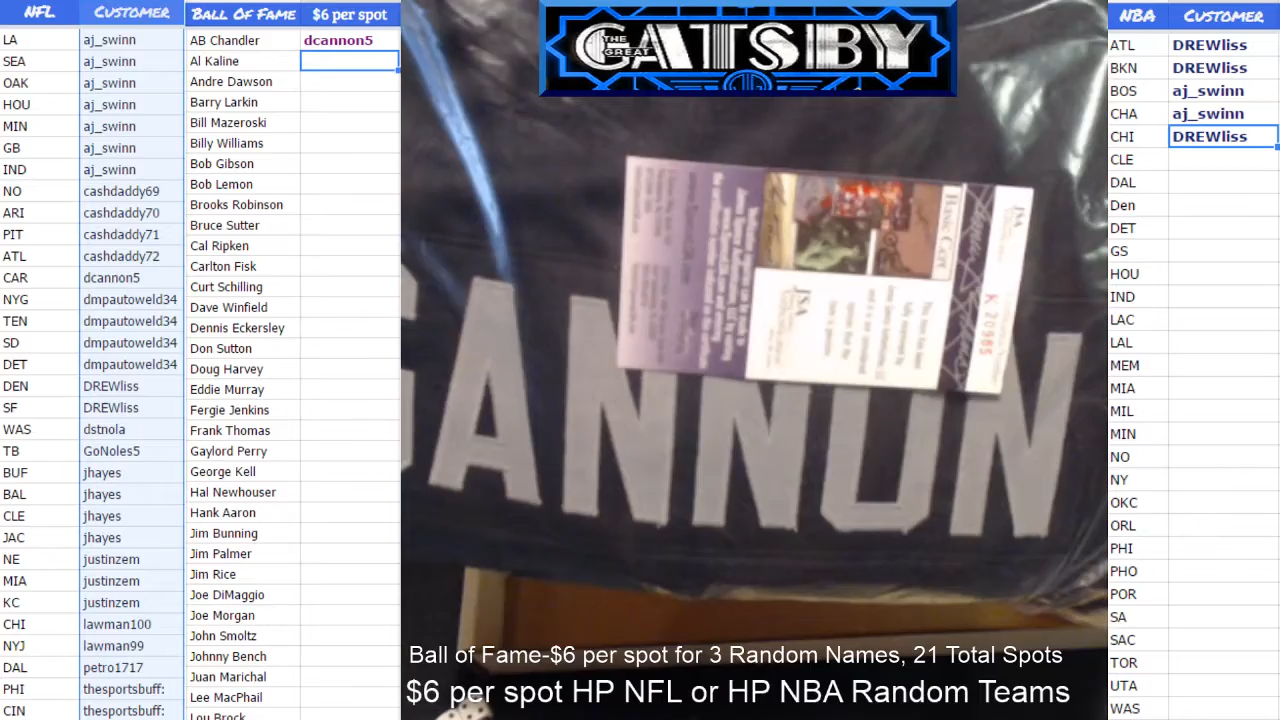 NFL CUSTOMER
LA aj_swinn
SEA aj_swinn
OAK aj_swinn
HOU aj_swinn
MIN aj_swinn
GB aj_swinn
IND aj_swinn
NO cashdaddy69
ARI cashdaddy70
PIT cashdaddy71
ATL cashdaddy72
CAR dcannon5
NYG dmpautoweld34
TEN dmpautoweld34
SD dmpautoweld34
DET dmpautoweld34
DEN DREWliss
SF DREWliss
WAS dstnola
TB GoNoles5
BUF jhayes
BAL jhayes
CLE jhayes
JAC jhayes
NE justinzem
MIA justinzem
KC justinzem
CHI lawman100
NYJ lawman99
DAL petro1717
PHI thesportsbuff:
CIN thesportsbuff:
BALL OF FAME $6 per spot
AB Chandler dcannon5
Al Kaline
Andre Dawson
Barry Larkin
Bill Mazeroski
Billy Williams
Bob Gibson
Bob Lemon
Brooks Robinson
Bruce Sutter
Cal Ripken
Carlton Fisk
Curt Schilling
Dave Winfield
Dennis Eckersley
Don Sutton
Doug Harvey
Eddie Murray
Fergie Jenkins
Frank Thomas
Gaylord Perry
George Kell
Hal Newhouser
Hank Aaron
Jim Bunning
Jim Palmer
Jim Rice
Joe DiMaggio
Joe Morgan
John Smoltz
Johnny Bench
Juan Marichal
Lee MacPhail
Lou Brock
THE GREAT GATSBY
JSA
K 20985
JSA
CANNON
Ball of Fame-$6 per spot for 3 Random Names, 21 Total Spots
$6 per spot HP NFL or HP NBA Random Teams
NBA CUSTOMER
ATL DREWliss
BKN DREWliss
BOS aj_swinn
CHA aj_swinn
CHI DREWliss
CLE
DAL
Den
DET
GS
HOU
IND
LAC
LAL
MEM
MIA
MIL
MIN
NO
NY
OKC
ORL
PHI
PHO
POR
SA
SAC
TOR
UTA
WAS